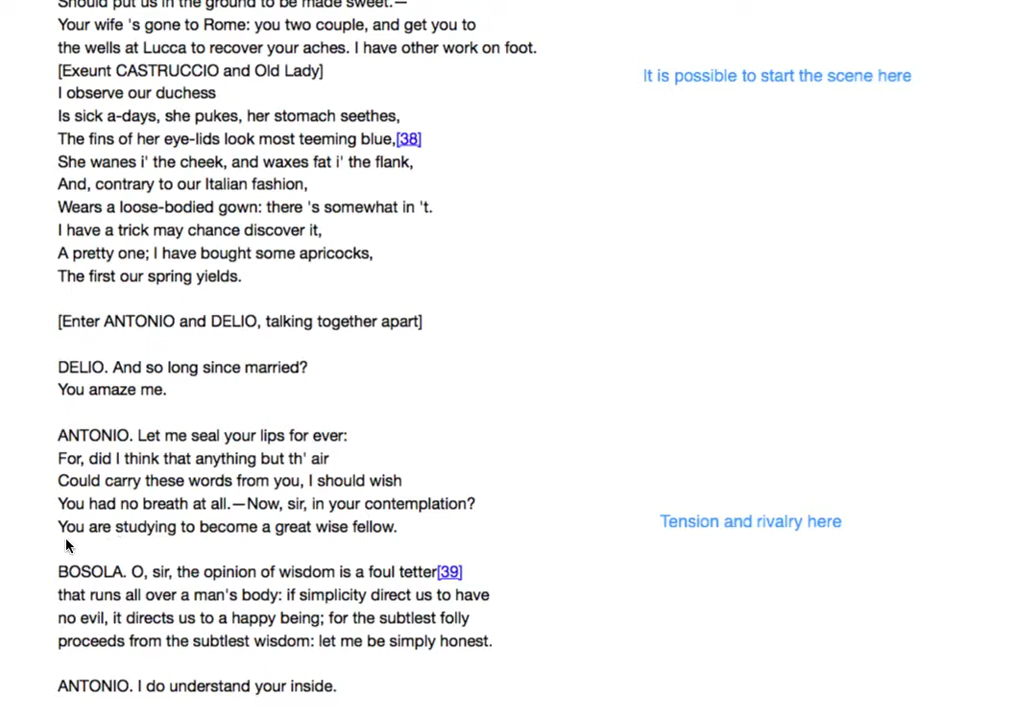 Should put us in the ground to be made sweet.—
Your wife 's gone to Rome: you two couple, and get you to
the wells at Lucca to recover your aches. I have other work on foot.
[Exeunt CASTRUCCIO and Old Lady]
It is possible to start the scene here
I observe our duchess
Is sick a-days, she pukes, her stomach seethes,
The fins of her eye-lids look most teeming blue,[38]
She wanes i' the cheek, and waxes fat i' the flank,
And, contrary to our Italian fashion,
Wears a loose-bodied gown: there 's somewhat in 't.
I have a trick may chance discover it,
A pretty one; I have bought some apricocks,
The first our spring yields.
[Enter ANTONIO and DELIO, talking together apart]
DELIO. And so long since married?
You amaze me.
ANTONIO. Let me seal your lips for ever:
For, did I think that anything but th' air
Could carry these words from you, I should wish
You had no breath at all.—Now, sir, in your contemplation?
You are studying to become a great wise fellow.
Tension and rivalry here
BOSOLA. O, sir, the opinion of wisdom is a foul tetter[39]
that runs all over a man's body: if simplicity direct us to have
no evil, it directs us to a happy being; for the subtlest folly
proceeds from the subtlest wisdom: let me be simply honest.
ANTONIO. I do understand your inside.